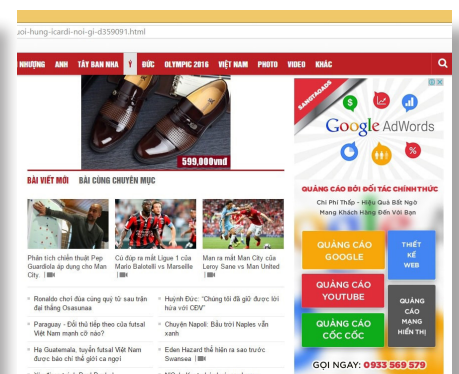 uoi-hung-icardi-noi-gi-d359091.html
NHƯỢNG ANH TÂY BAN NHA Ý ĐỨC OLYMPIC 2016 VIỆT NAM PHOTO VIDEO KHÁC
599,000vnđ
BÀI VIẾT MỚI BÀI CÙNG CHUYÊN MỤC
Phân tích chiến thuật Pep
Guardiola áp dụng cho Man
City.
Cú đúp ra mắt Ligue 1 của
Mario Balotelli vs Marseille
Màn ra mắt Man City của
Leroy Sane vs Man United
Ronaldo chơi đùa cùng quý tử sau trận
đại thắng Osasunaa
Huỳnh Đức: "Chúng tôi đã giữ được lời
hứa với CĐV"
Paraguay - Đối thủ tiếp theo của futsal
Việt Nam mạnh cỡ nào?
Chuyện Napoli: Bầu trời Naples vẫn
xanh
Hạ Guatemala, tuyển futsal Việt Nam
được báo chí thế giới ca ngợi
Eden Hazard thể hiện ra sao trước
Swansea
SANGTAOADS
Google AdWords
QUẢNG CÁO BỞI ĐỐI TÁC CHÍNH THỨC
Chi Phí Thấp - Hiệu Quả Bất Ngờ
Mang Khách Hàng Đến Với Bạn
QUẢNG CÁO
GOOGLE
THIẾT
KẾ
WEB
QUẢNG CÁO
YOUTUBE
QUẢNG CÁO
CỐC CỐC
QUẢNG
CÁO
MẠNG
HIỂN THỊ
GỌI NGAY: 0933 569 579